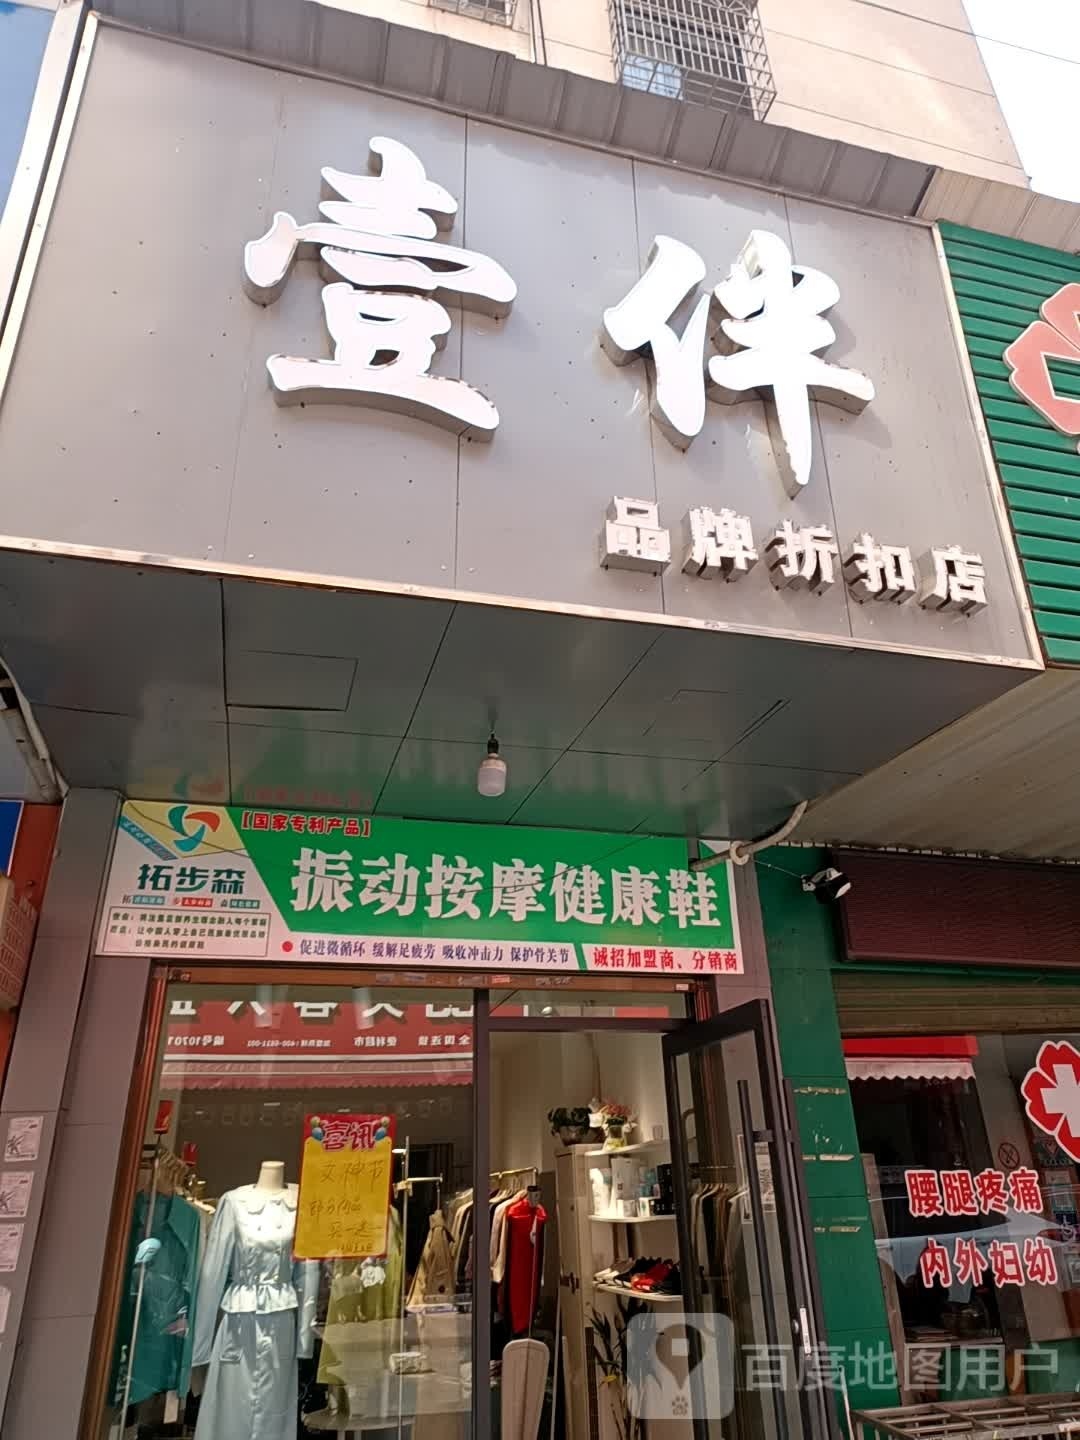 壹伴
品牌折扣店
【国家专利产品】
拓步森
振动按摩健康鞋
促进微循环 缓解足疲劳 吸收冲击力 保护骨关节
诚招加盟商、分销商
喜讯
女神节
部分商品
买一送一
腰腿疼痛
内外妇幼
百度地图用户